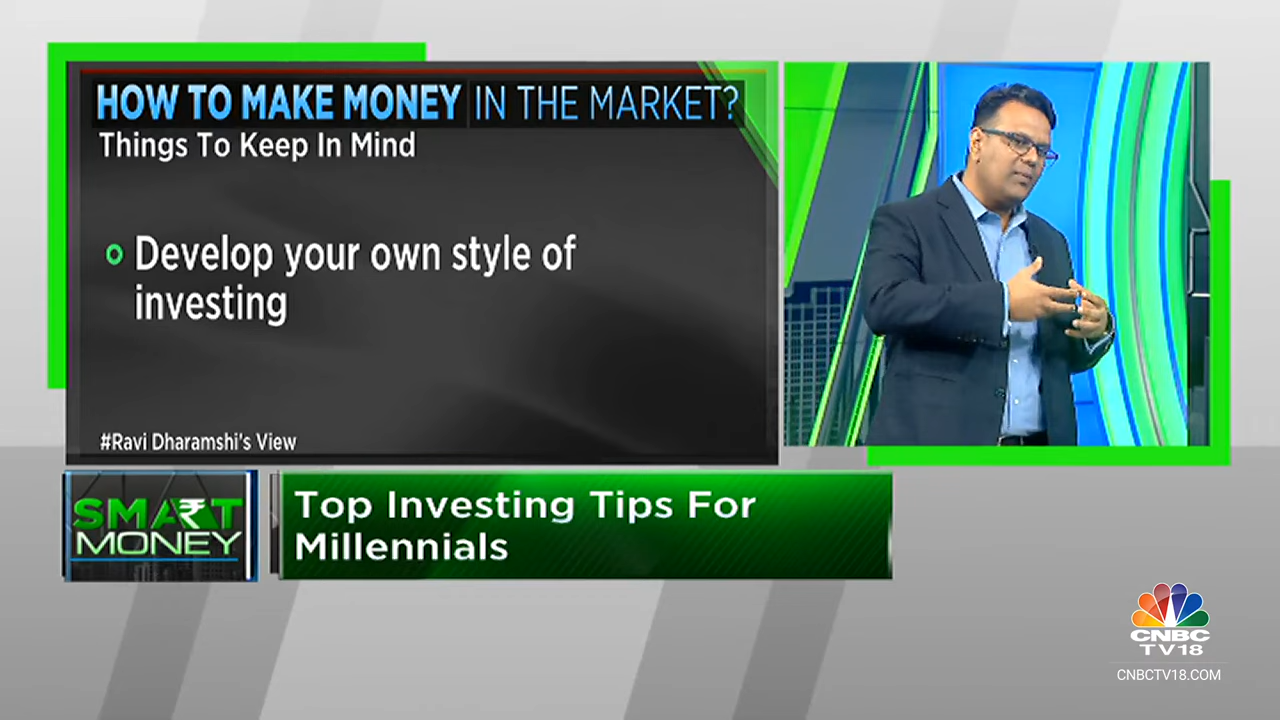 HOW TO MAKE MONEY IN THE MARKET?
Things To Keep In Mind
Develop your own style of
investing
#Ravi Dharamshi's View
SMA₹T
MONEY
Top Investing Tips For
Millennials
CNBC
TV18
CNBCTV18.COM